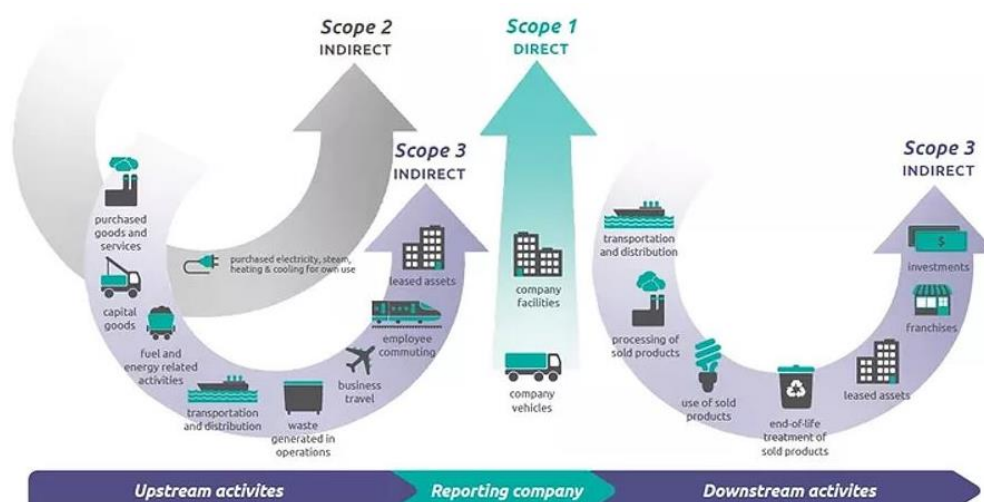 Scope 2
INDIRECT
Scope 1
DIRECT
Scope 3
INDIRECT
Scope 3
INDIRECT
purchased
goods and
services
capital
goods
fuel and
energy related
activities
transportation
and distribution
waste
generated in
operations
business
travel
employee
commuting
leased assets
purchased electricity, steam,
heating & cooling for own use
company
facilities
company
vehicles
transportation
and distribution
processing of
sold products
use of sold
products
end-of-life
treatment of
sold products
leased assets
franchises
$
investments
Upstream activites
Reporting company
Downstream activites